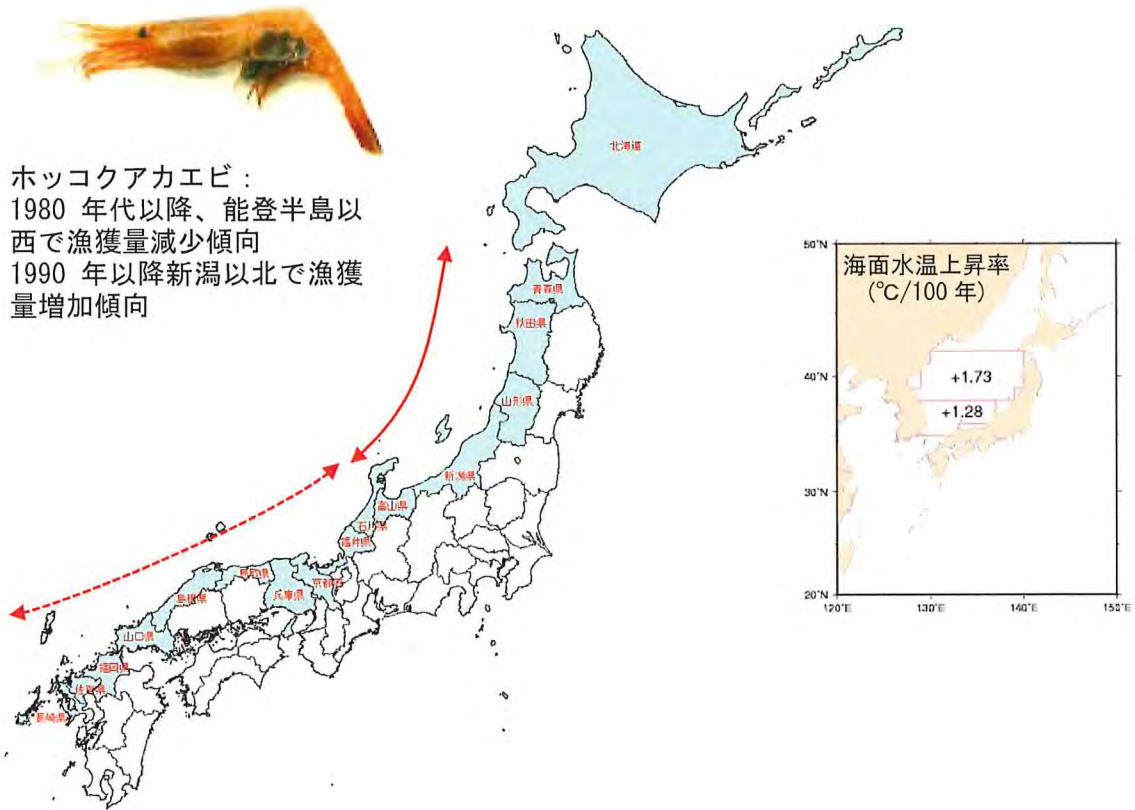 ホッコクアカエビ：
1980 年代以降、能登半島以
西で漁獲量減少傾向
1990 年以降新潟以北で漁獲
量増加傾向
北海道
青森県
秋田県
山形県
新潟県
富山県
石川県
福井県
京都府
兵庫県
鳥取県
島根県
山口県
福岡県
佐賀県
長崎県
海面水温上昇率
(℃/100 年)
50°N
40°N
30°N
20°N
+1.73
+1.28
120°E
130°E
140°E
150°E